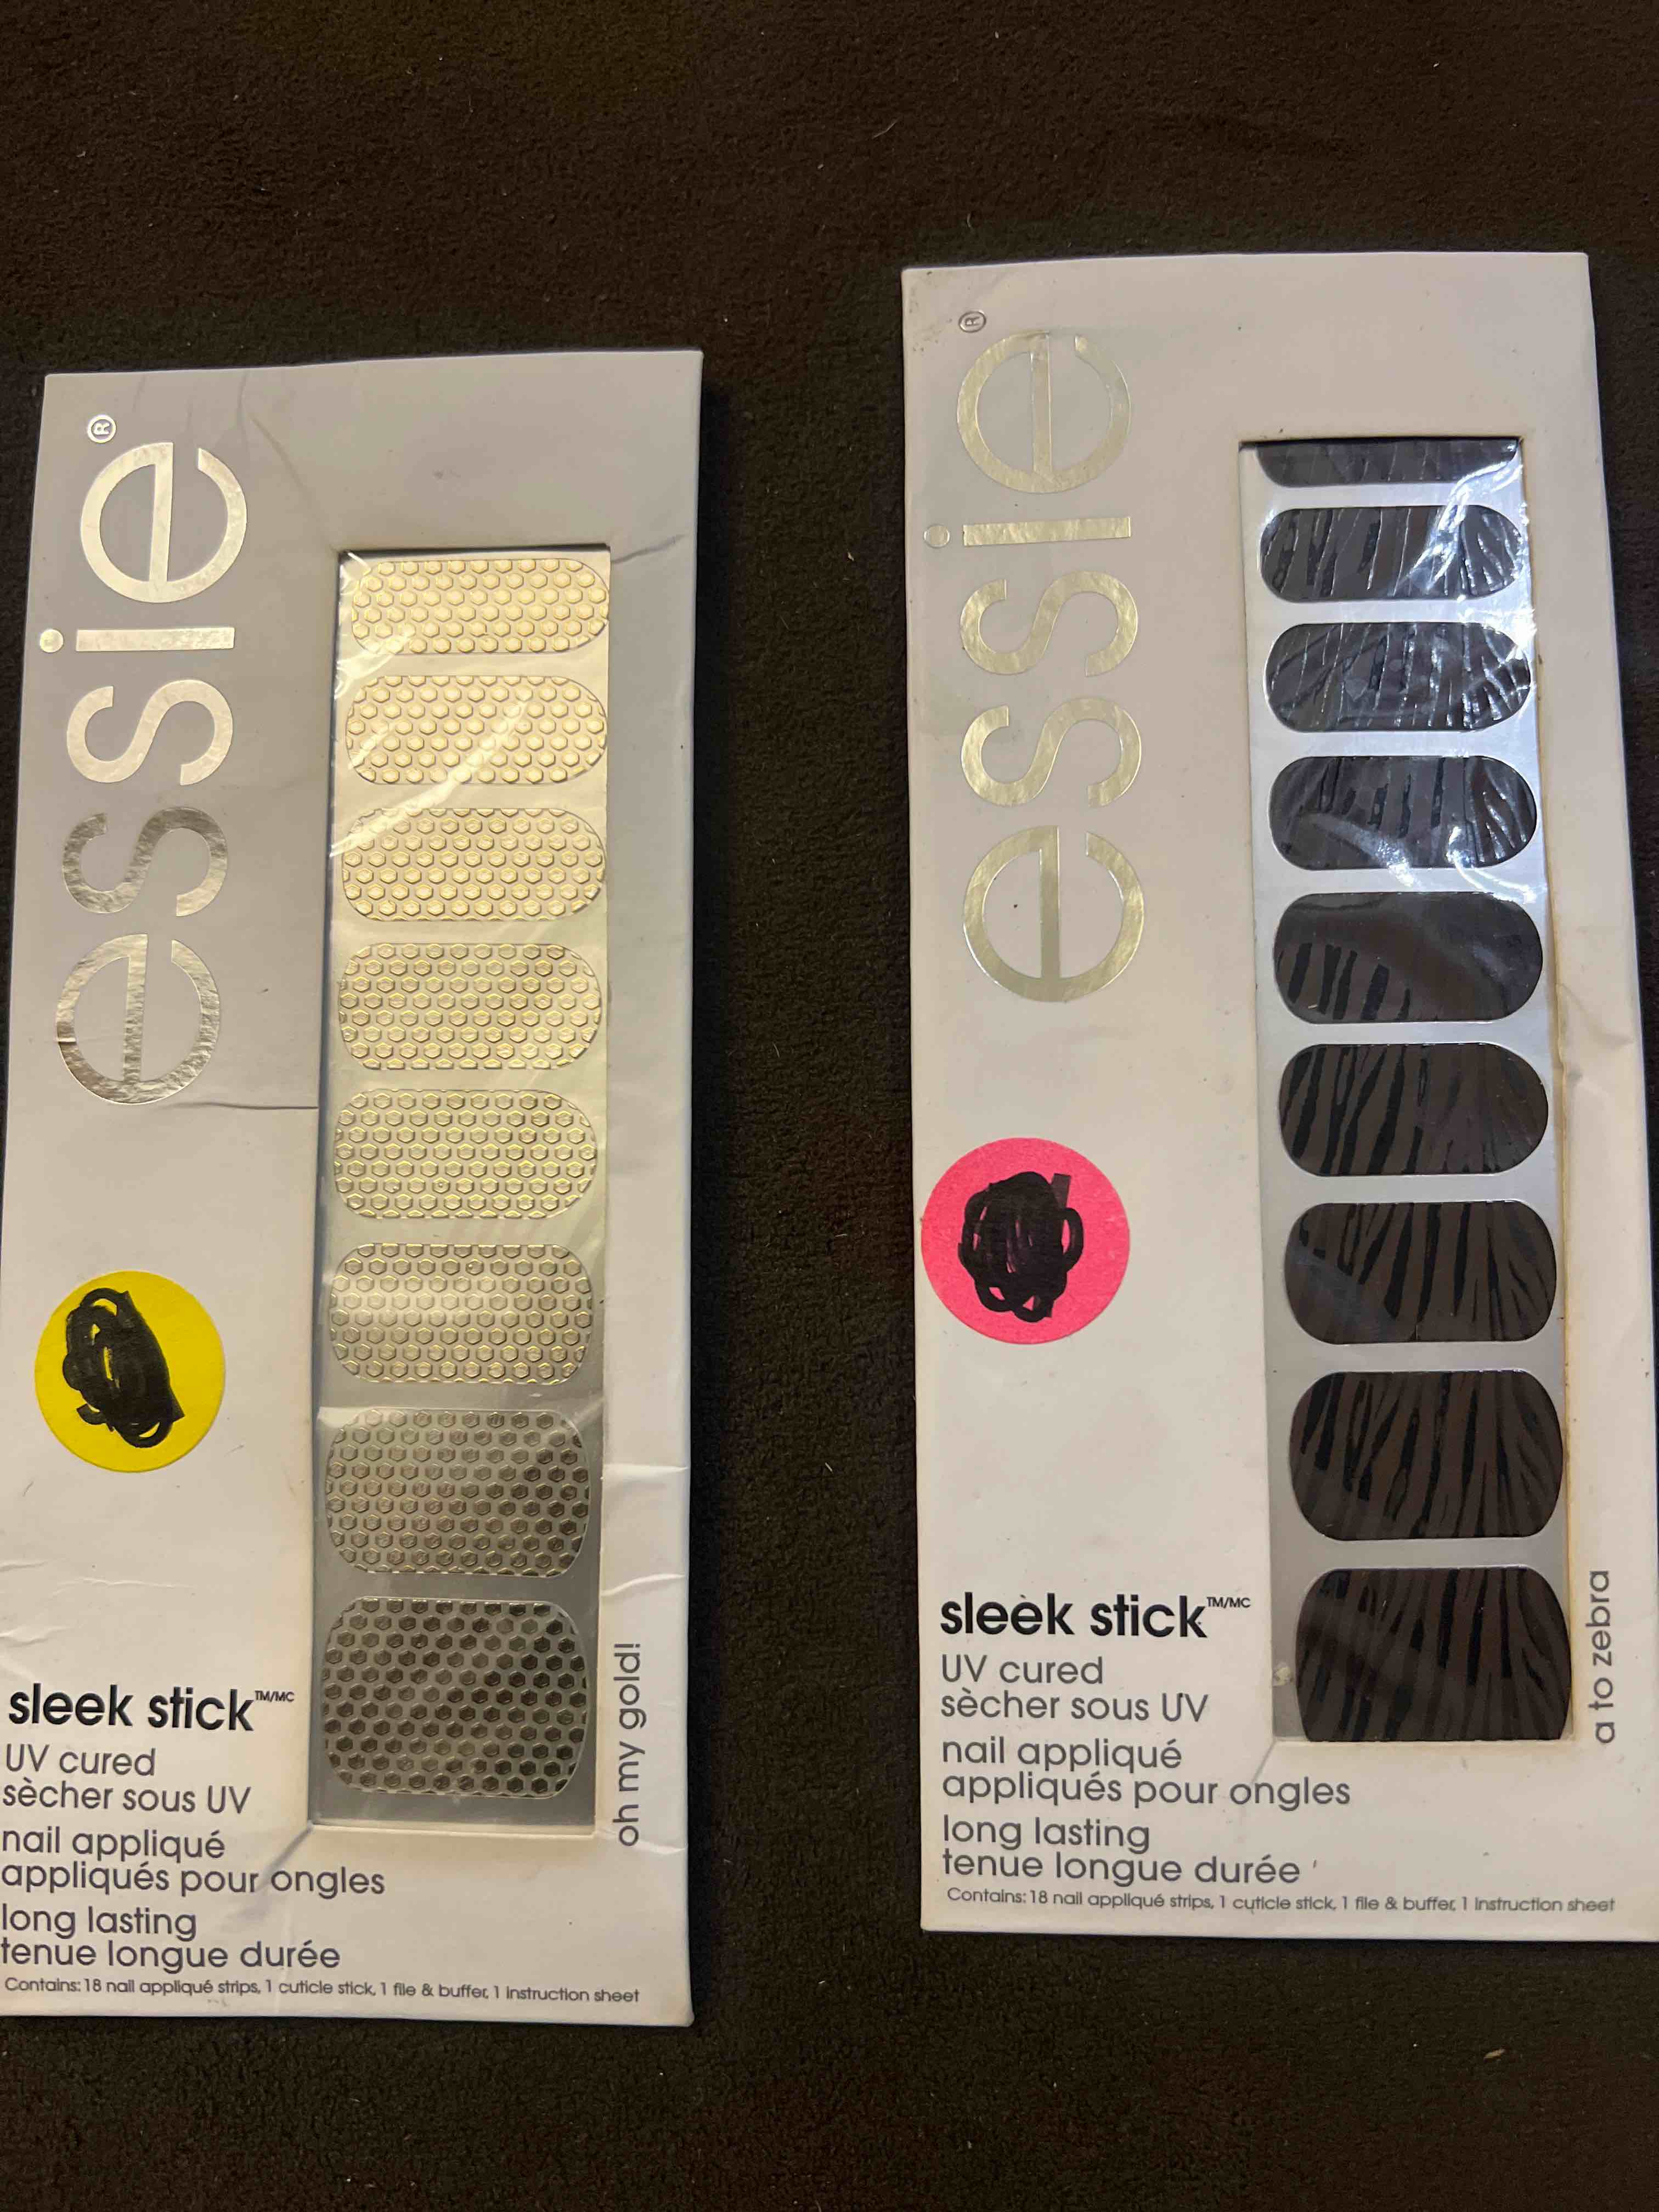 essie®
sleek stick™/MC
UV cured
sècher sous UV
nail appliqué
appliqués pour ongles
long lasting
tenue longue durée
Contains: 18 nail appliqué strips, 1 cuticle stick, 1 file & buffer, 1 instruction sheet
oh my gold!
essie®
sleek stick™/MC
UV cured
sècher sous UV
nail appliqué
appliqués pour ongles
long lasting
tenue longue durée
Contains: 18 nail appliqué strips, 1 cuticle stick, 1 file & buffer, 1 instruction sheet
a to zebra